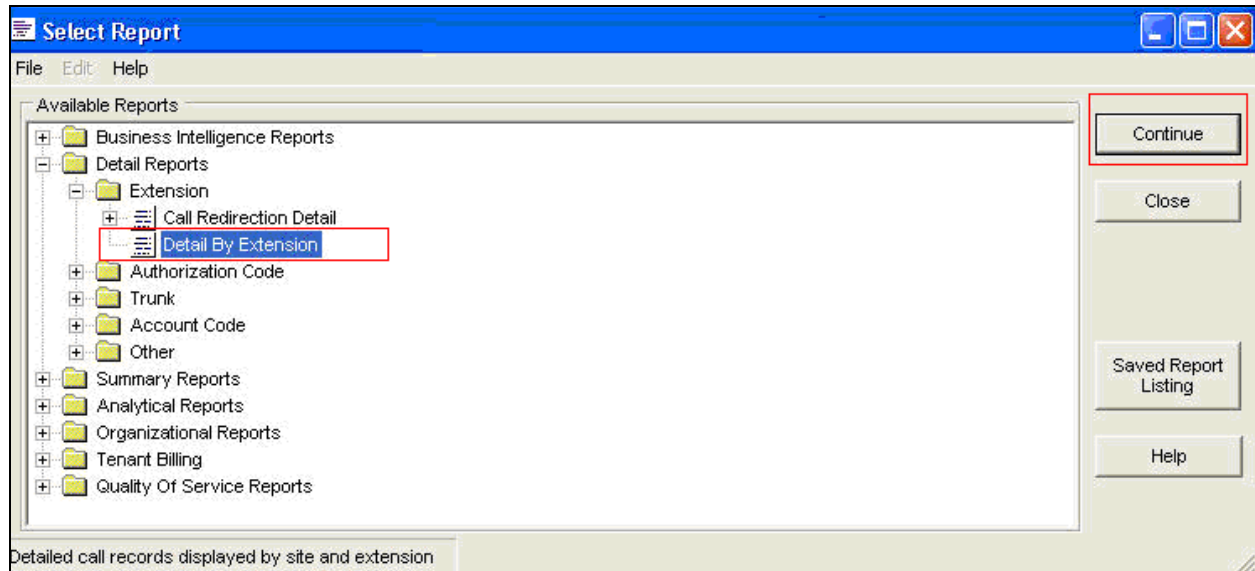 Select Report
File Edit Help
Available Reports
Business Intelligence Reports
Detail Reports
Extension
Call Redirection Detail
Detail By Extension
Authorization Code
Trunk
Account Code
Other
Summary Reports
Analytical Reports
Organizational Reports
Tenant Billing
Quality Of Service Reports
Continue
Close
Saved Report
Listing
Help
Detailed call records displayed by site and extension